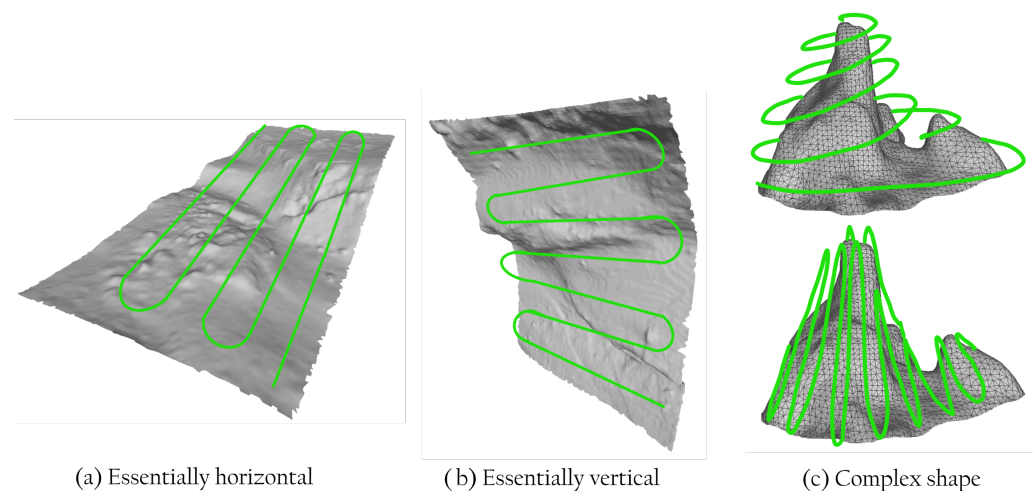 (a) Essentially horizontal
(b) Essentially vertical
(c) Complex shape